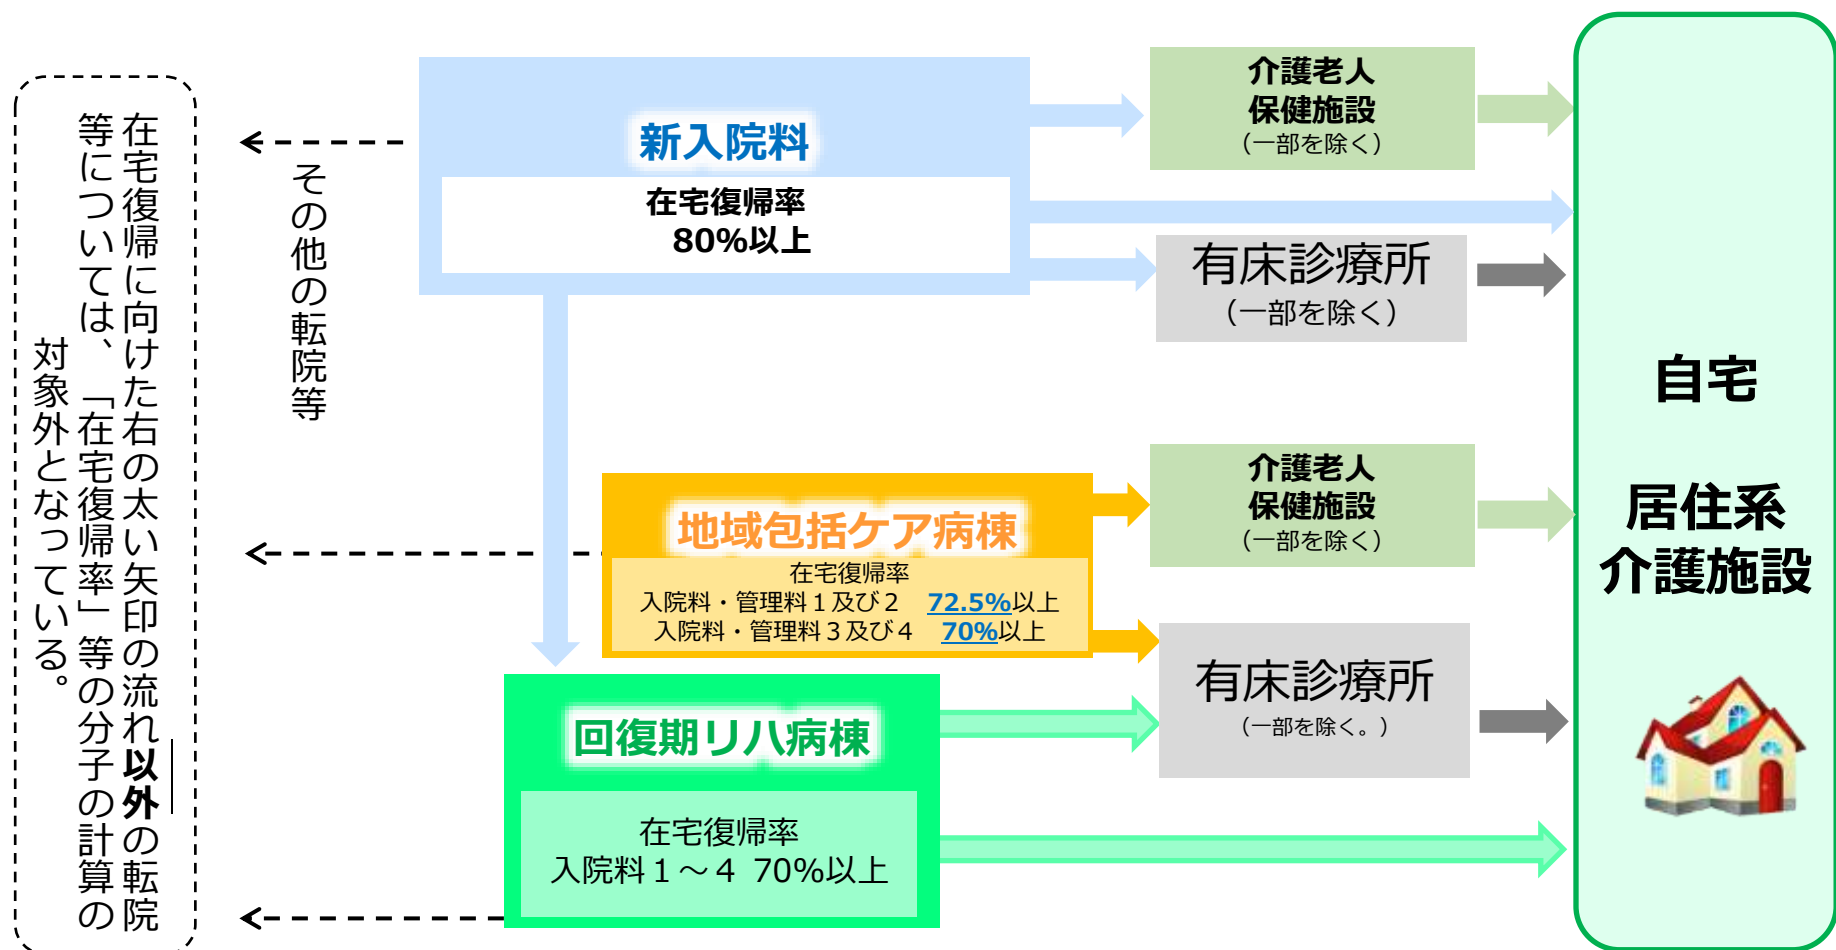 在宅復帰に向けた右の太い矢印の流れ以外の転院
等については、「在宅復帰率」等の分子の計算の
対象外となっている。
その他の転院等
新入院料
在宅復帰率
80%以上
介護老人
保健施設
（一部を除く）
有床診療所
（一部を除く）
地域包括ケア病棟
在宅復帰率
入院料・管理料１及び２　72.5%以上
入院料・管理料３及び４　70%以上
介護老人
保健施設
（一部を除く）
有床診療所
（一部を除く。）
回復期リハ病棟
在宅復帰率
入院料１～４ 70%以上
自宅
居住系
介護施設